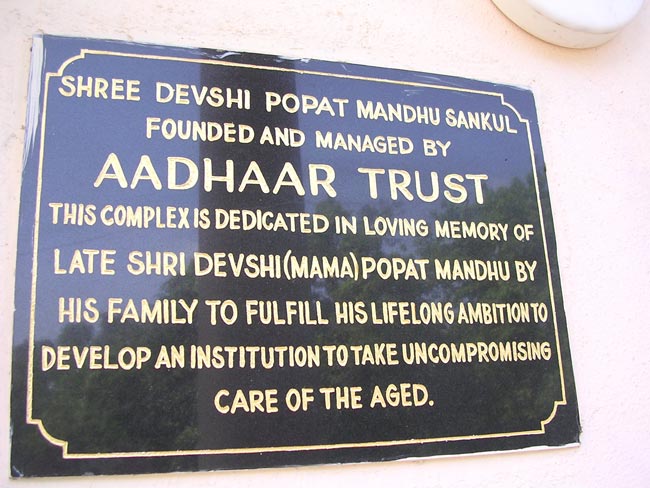 SHREE DEVSHI POPAT MANDHU SANKUL
FOUNDED AND MANAGED BY
AADHAAR TRUST
THIS COMPLEX IS DEDICATED IN LOVING MEMORY OF
LATE SHRI DEVSHI (MAMA) POPAT MANDHU BY
HIS FAMILY TO FULFILL HIS LIFELONG AMBITION TO
DEVELOP AN INSTITUTION TO TAKE UNCOMPROMISING
CARE OF THE AGED.